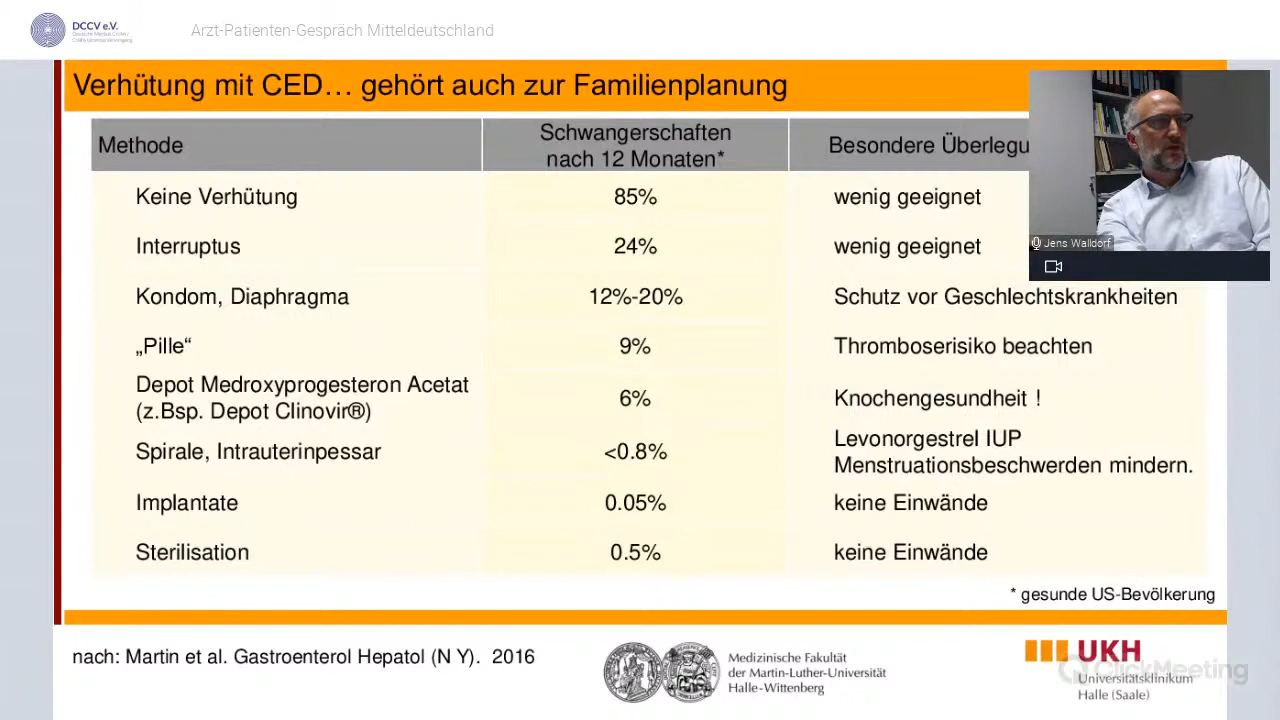 DCCV e.V.
Arzt-Patienten-Gespräch Mitteldeutschland
Verhütung mit CED… gehört auch zur Familienplanung
Methode
Schwangerschaften
nach 12 Monaten*
Besondere Überlegu
Keine Verhütung 85% wenig geeignet
Interruptus 24% wenig geeignet
Jens Walldorf
Kondom, Diaphragma 12%-20% Schutz vor Geschlechtskrankheiten
„Pille“ 9% Thromboserisiko beachten
Depot Medroxyprogesteron Acetat
(z.Bsp. Depot Clinovir®)
6% Knochengesundheit !
Spirale, Intrauterinpessar <0.8%
Levonorgestrel IUP
Menstruationsbeschwerden mindern.
Implantate 0.05% keine Einwände
Sterilisation 0.5% keine Einwände
* gesunde US-Bevölkerung
nach: Martin et al. Gastroenterol Hepatol (N Y). 2016
Medizinische Fakultät
der Martin-Luther-Universität
Halle-Wittenberg
UKH
Universitätsklinikum
Halle (Saale)
ClickMeeting